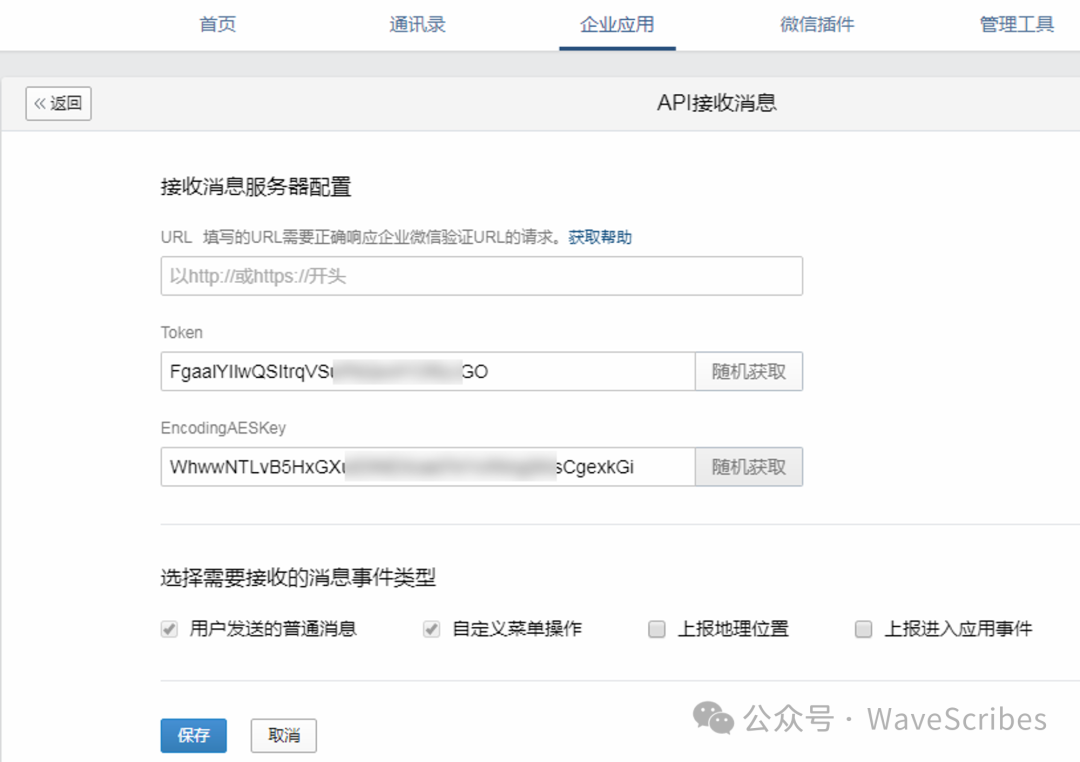 首页 通讯录 企业应用 微信插件 管理工具
返回 API接收消息
接收消息服务器配置
URL 填写的URL需要正确响应企业微信验证URL的请求。获取帮助
以http://或https://开头
Token
FgaaIYIIwQSItrqVSu GO 随机获取
EncodingAESKey
WhwwNTLvB5HxGXu sCgexkGi 随机获取
选择需要接收的消息事件类型
用户发送的普通消息 自定义菜单操作 上报地理位置 上报进入应用事件
保存 取消
公众号 · WaveScribes